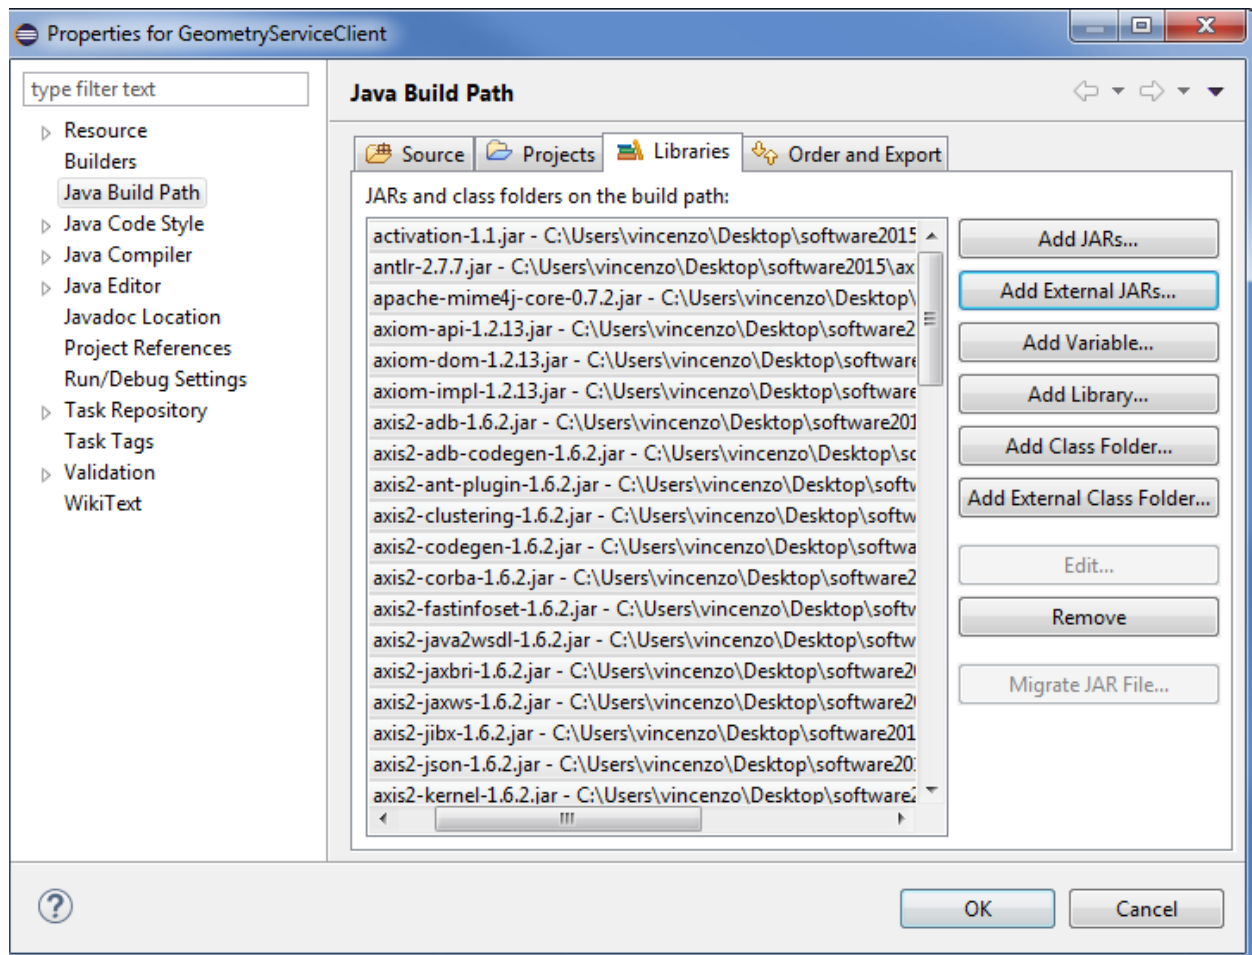 Properties for GeometryServiceClient
type filter text
Resource
Builders
Java Build Path
Java Code Style
Java Compiler
Java Editor
Javadoc Location
Project References
Run/Debug Settings
Task Repository
Task Tags
Validation
WikiText
Java Build Path
Source
Projects
Libraries
Order and Export
JARs and class folders on the build path:
activation-1.1.jar - C:\Users\vincenzo\Desktop\software2015
antlr-2.7.7.jar - C:\Users\vincenzo\Desktop\software2015\ax
apache-mime4j-core-0.7.2.jar - C:\Users\vincenzo\Desktop\
axiom-api-1.2.13.jar - C:\Users\vincenzo\Desktop\software2
axiom-dom-1.2.13.jar - C:\Users\vincenzo\Desktop\software
axiom-impl-1.2.13.jar - C:\Users\vincenzo\Desktop\software
axis2-adb-1.6.2.jar - C:\Users\vincenzo\Desktop\software201
axis2-adb-codegen-1.6.2.jar - C:\Users\vincenzo\Desktop\so
axis2-ant-plugin-1.6.2.jar - C:\Users\vincenzo\Desktop\softw
axis2-clustering-1.6.2.jar - C:\Users\vincenzo\Desktop\softw
axis2-codegen-1.6.2.jar - C:\Users\vincenzo\Desktop\softwa
axis2-corba-1.6.2.jar - C:\Users\vincenzo\Desktop\software2
axis2-fastinfoset-1.6.2.jar - C:\Users\vincenzo\Desktop\softw
axis2-java2wsdl-1.6.2.jar - C:\Users\vincenzo\Desktop\softw
axis2-jaxbri-1.6.2.jar - C:\Users\vincenzo\Desktop\software20
axis2-jaxws-1.6.2.jar - C:\Users\vincenzo\Desktop\software20
axis2-jibx-1.6.2.jar - C:\Users\vincenzo\Desktop\software201
axis2-json-1.6.2.jar - C:\Users\vincenzo\Desktop\software20
axis2-kernel-1.6.2.jar - C:\Users\vincenzo\Desktop\software2
Add JARs...
Add External JARs...
Add Variable...
Add Library...
Add Class Folder...
Add External Class Folder...
Edit...
Remove
Migrate JAR File...
OK
Cancel